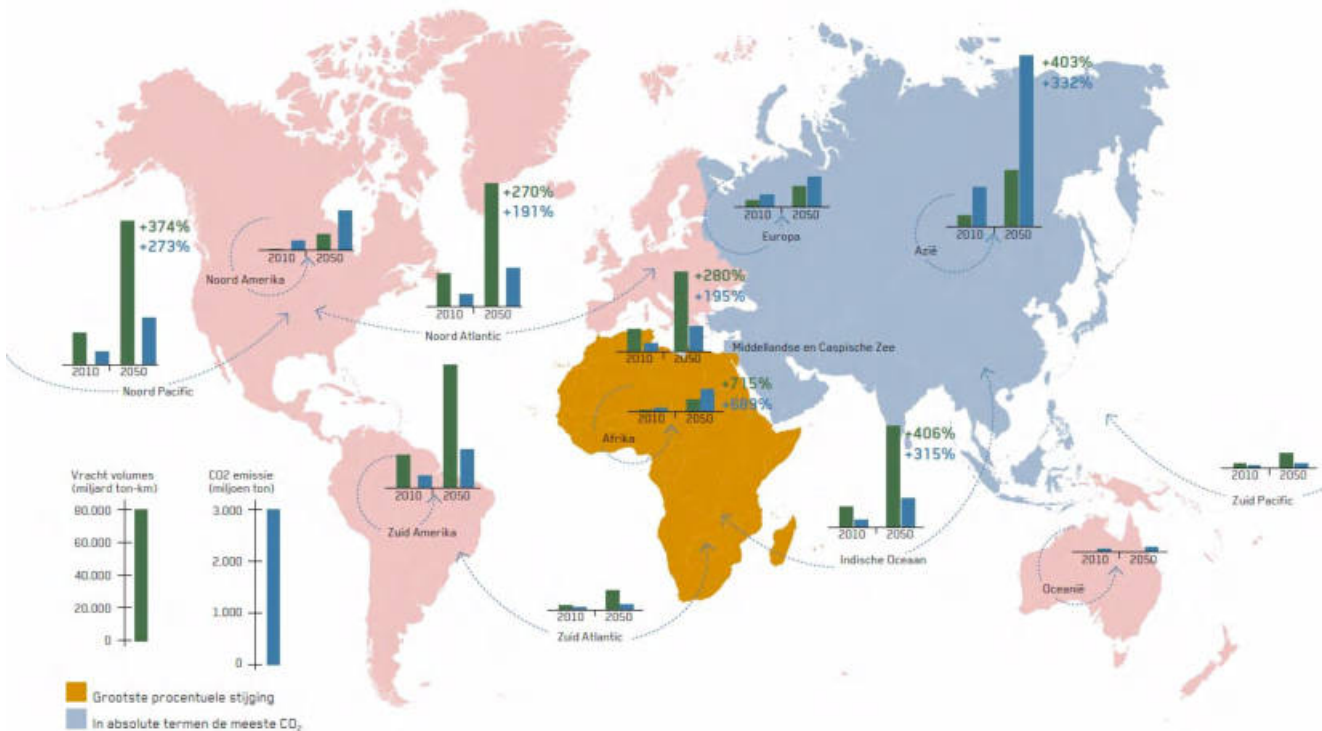 +403%
+332%
2010 2050
Azië
2010 2050
Europa
+270%
+191%
2010 2050
Noord Atlantic
+374%
+273%
2010 2050
Noord Pacific
2010 2050
Noord Amerika
+280%
+195%
2010 2050
Middellandse en Caspische Zee
+715%
+689%
2010 2050
Afrika
2010 2050
Zuid Amerika
+406%
+315%
2010 2050
Indische Oceaan
2010 2050
Zuid Pacific
2010 2050
Oceanië
2010 2050
Zuid Atlantic
Vracht volumes
(miljard ton-km)
80.000
60.000
40.000
20.000
0
CO2 emissie
(miljoen ton)
3.000
2.000
1.000
0
Grootste procentuele stijging
In absolute termen de meeste CO₂